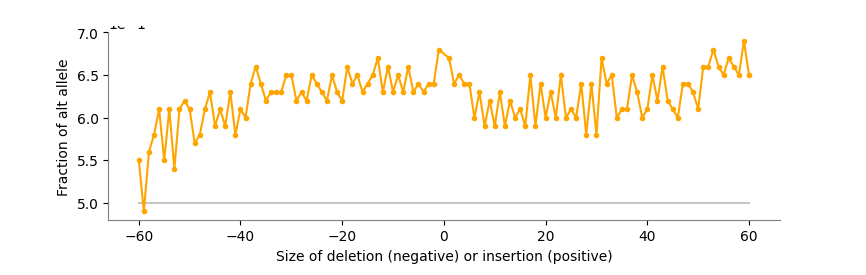 7.0
6.5
6.0
5.5
5.0
Fraction of alt allele
−60 −40 −20 0 20 40 60
Size of deletion (negative) or insertion (positive)